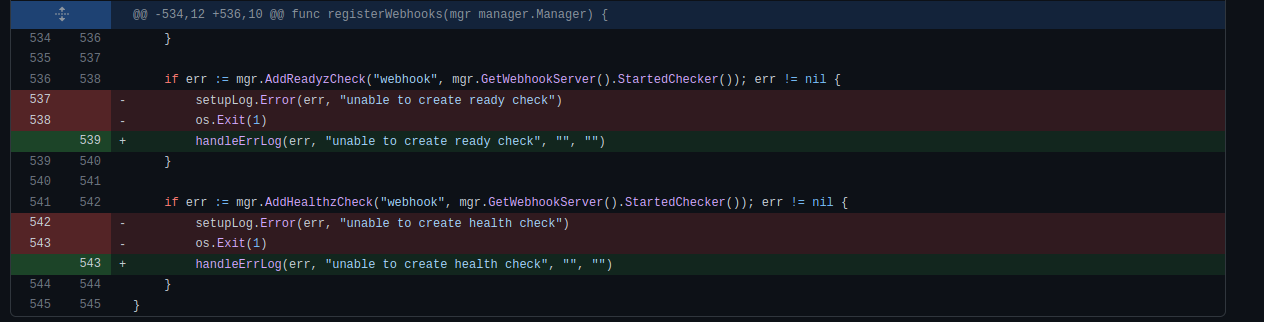 @@ -534,12 +536,10 @@ func registerWebhooks(mgr manager.Manager) {
534 536 }
535 537
536 538 if err := mgr.AddReadyzCheck("webhook", mgr.GetWebhookServer().StartedChecker()); err != nil {
537 - setupLog.Error(err, "unable to create ready check")
538 - os.Exit(1)
539 + handleErrLog(err, "unable to create ready check", "", "")
539 540 }
540 541
541 542 if err := mgr.AddHealthzCheck("webhook", mgr.GetWebhookServer().StartedChecker()); err != nil {
542 - setupLog.Error(err, "unable to create health check")
543 - os.Exit(1)
543 + handleErrLog(err, "unable to create health check", "", "")
544 544 }
545 545 }